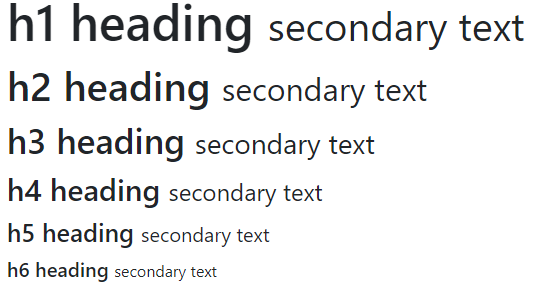 h1 heading secondary text
h2 heading secondary text
h3 heading secondary text
h4 heading secondary text
h5 heading secondary text
h6 heading secondary text